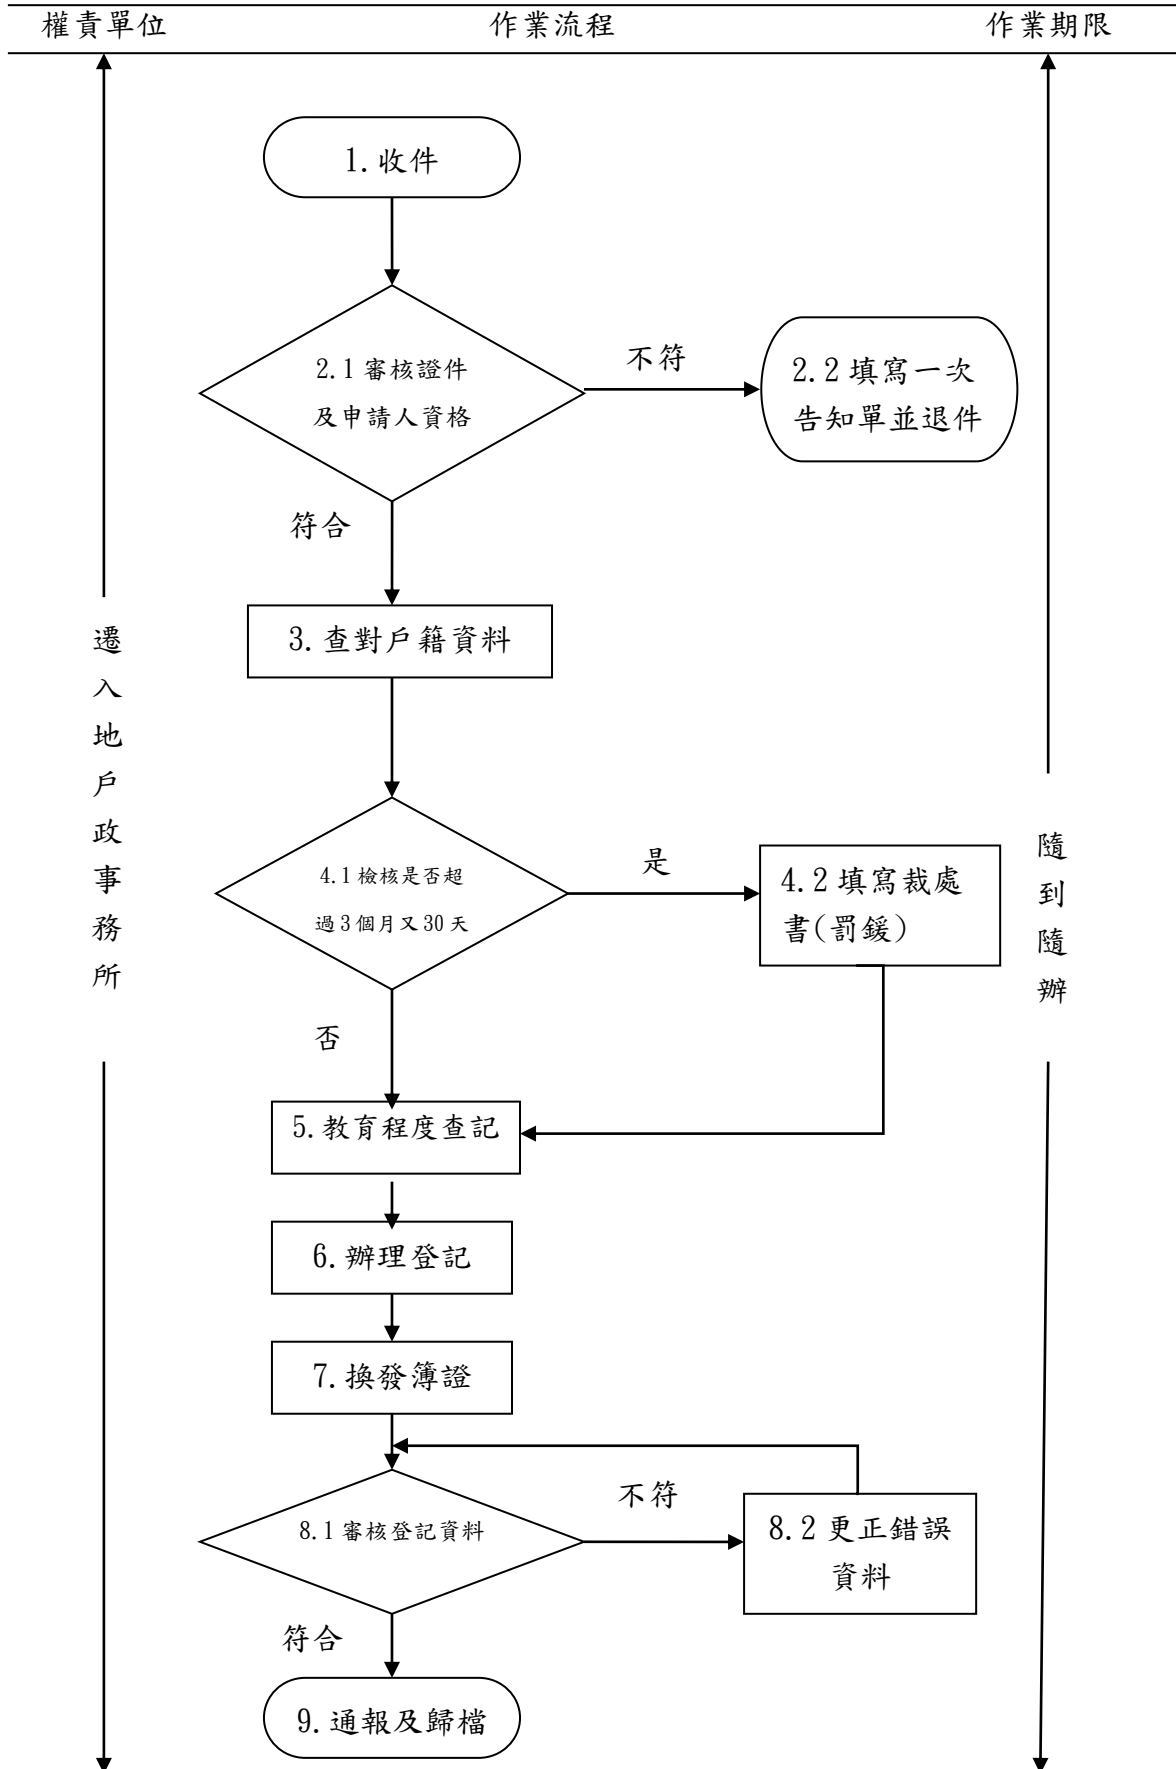 權責單位
作業流程
作業期限
1.收件
2.1審核證件
及申請人資格
不符
2.2填寫一次
告知單並退件
符合
3.查對戶籍資料
遷
入
地
戶
政
事
務
所
4.1檢核是否超
過3個月又30天
是
4.2填寫裁處
書(罰鍰)
隨
到
隨
辦
否
5.教育程度查記
6.辦理登記
7.換發簿證
8.1審核登記資料
不符
8.2更正錯誤
資料
符合
9.通報及歸檔